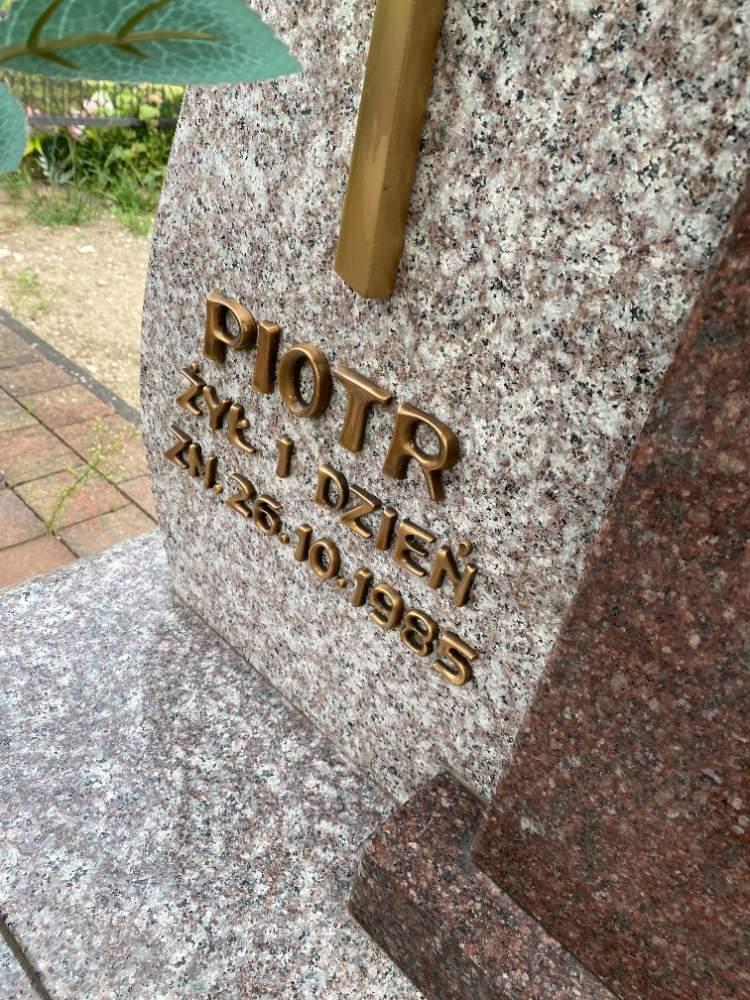 PIOTR
ŻYŁ 1 DZIEŃ
ZM. 26.10.1985